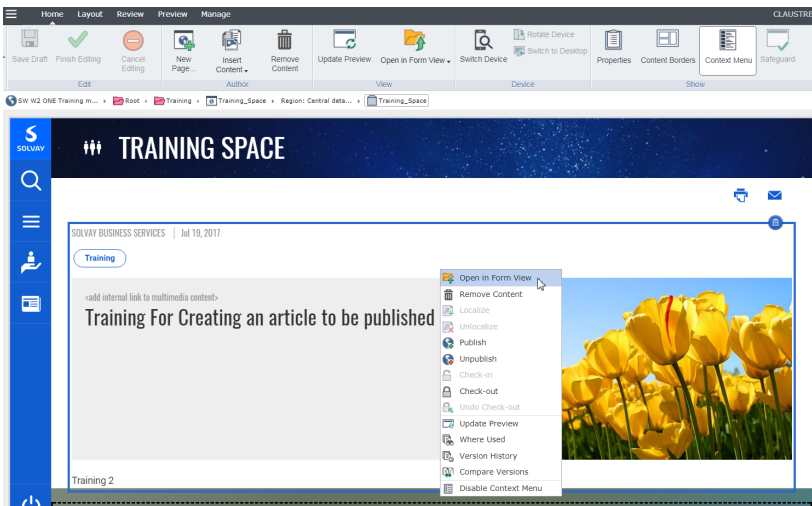 Home Layout Review Preview Manage
CLAUSTRE
Save Draft Finish Editing Cancel Editing New Page... Insert Content Remove Content Update Preview Open in Form View Switch Device Rotate Device Switch to Desktop Properties Content Borders Context Menu Safeguard
Edit Author View Device Show
SW W2 ONE Training m... Root Training Training_Space Region: Central deta... Training_Space
SOLVAY
TRAINING SPACE
SOLVAY BUSINESS SERVICES | Jul 19, 2017
Training
<add internal link to multimedia content>
Training For Creating an article to be published
Open in Form View
Remove Content
Localize
Unlocalize
Publish
Unpublish
Check-in
Check-out
Undo Check-out
Update Preview
Where Used
Version History
Compare Versions
Disable Context Menu
Training 2